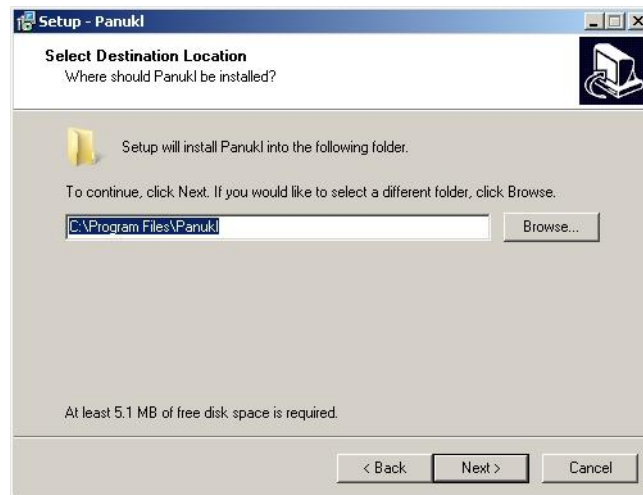 Setup - Panukl
Select Destination Location
Where should Panukl be installed?
Setup will install Panukl into the following folder.
To continue, click Next. If you would like to select a different folder, click Browse.
C:\Program Files\Panukl
Browse...
At least 5.1 MB of free disk space is required.
< Back
Next >
Cancel